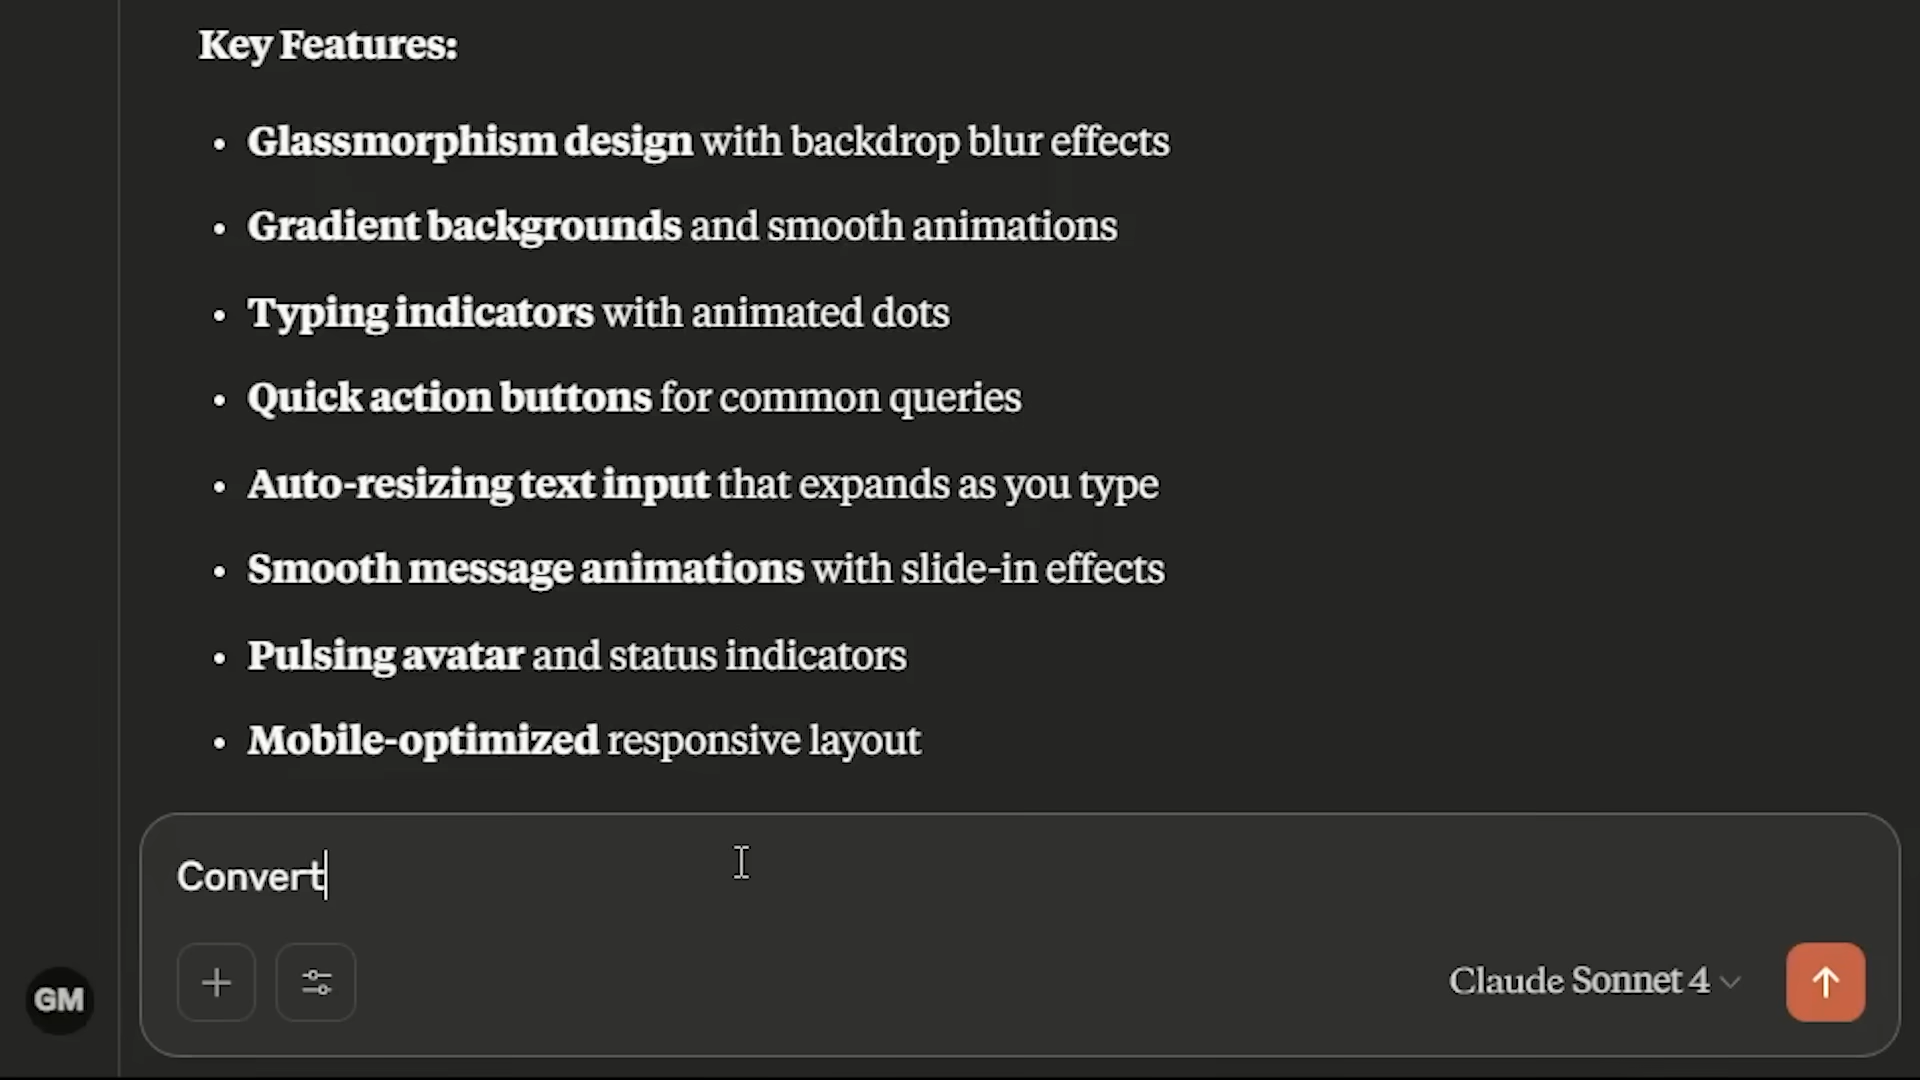 Key Features:
• Glassmorphism design with backdrop blur effects
• Gradient backgrounds and smooth animations
• Typing indicators with animated dots
• Quick action buttons for common queries
• Auto-resizing text input that expands as you type
• Smooth message animations with slide-in effects
• Pulsing avatar and status indicators
• Mobile-optimized responsive layout
Convert
GM
Claude Sonnet 4